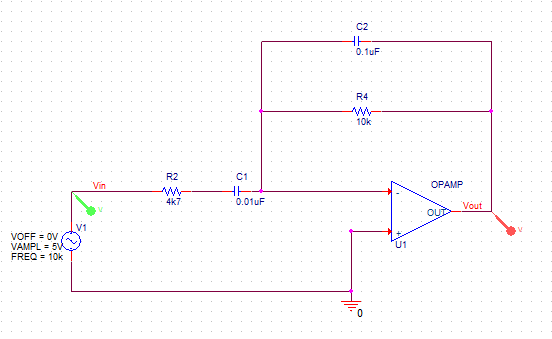 C2
0.1uF
R4
10k
R2
4k7
C1
0.01uF
Vin
V
V1
VOFF = 0V
VAMPL = 5V
FREQ = 10k
OPAMP
-
+
OUT
U1
Vout
V
0